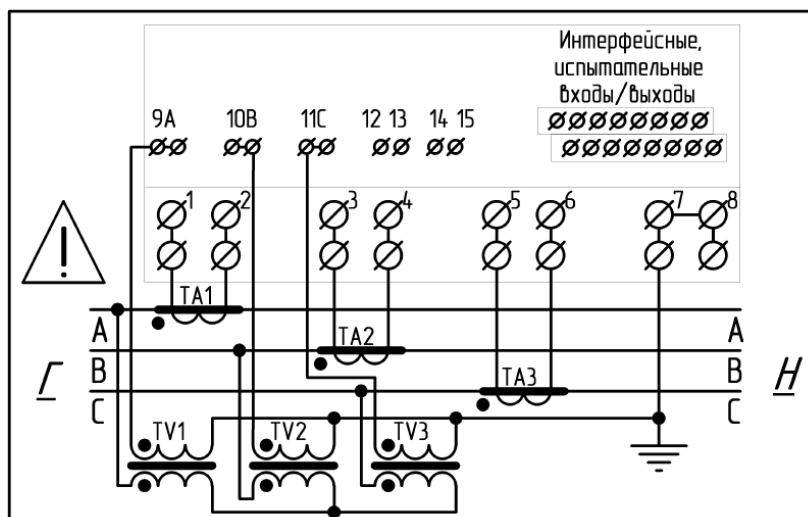 Интерфейсные,
испытательные
входы/выходы
9А 10В 11С 12 13 14 15
1 2 3 4 5 6 7 8
!
ТА1
А А
ТА2
Г В В Н
ТА3
С С
TV1 TV2 TV3